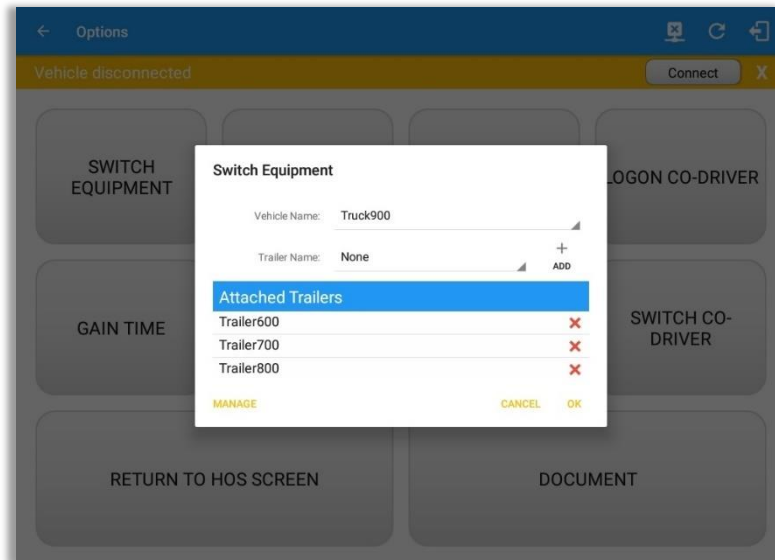 Options
Vehicle disconnected
Connect
X
SWITCH
EQUIPMENT
LOGON CO-DRIVER
Switch Equipment
Vehicle Name: Truck900
Trailer Name: None
+
ADD
Attached Trailers
Trailer600
Trailer700
Trailer800
MANAGE
CANCEL
OK
GAIN TIME
SWITCH CO-
DRIVER
RETURN TO HOS SCREEN
DOCUMENT